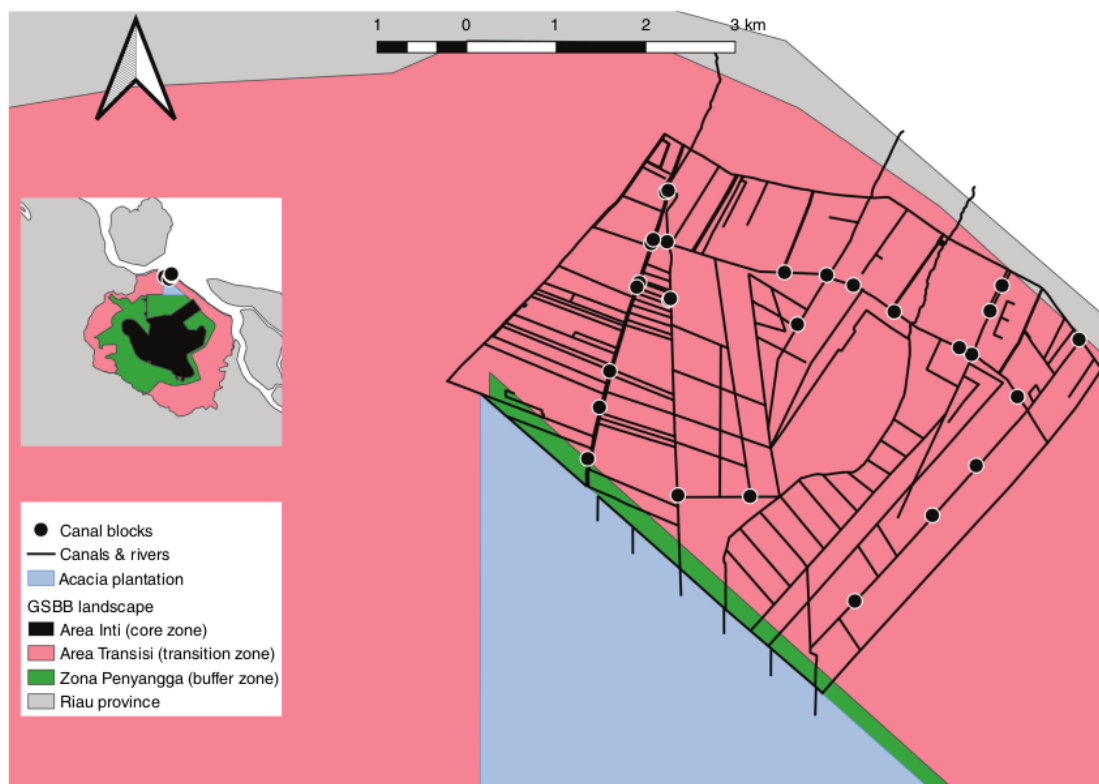 1 0 1 2 3 km
Canal blocks
Canals & rivers
Acacia plantation
GSBB landscape
Area Inti (core zone)
Area Transisi (transition zone)
Zona Penyangga (buffer zone)
Riau province